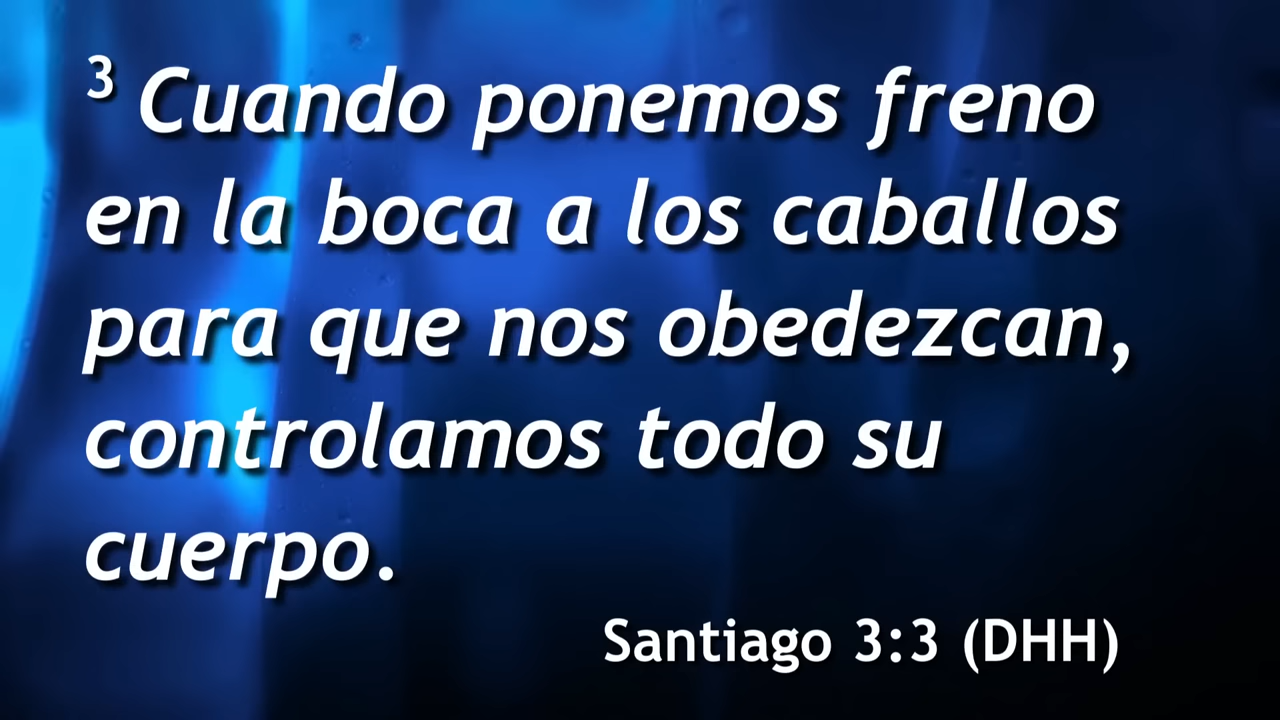 3 Cuando ponemos freno
en la boca a los caballos
para que nos obedezcan,
controlamos todo su
cuerpo.
Santiago 3:3 (DHH)